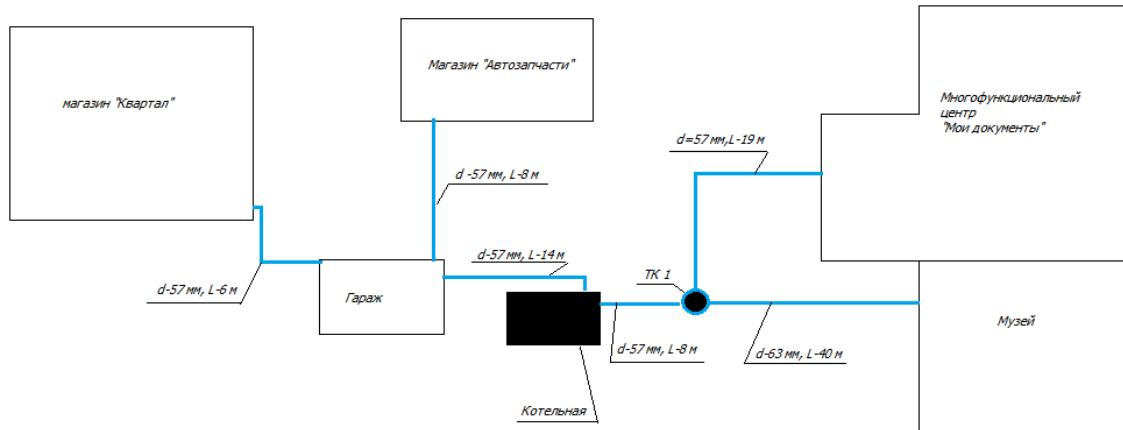 магазин "Квартал"
Магазин "Автозапчасти"
Многофункциональный
центр
"Мои документы"
d=57 мм,L-19 м
d -57 мм, L-8 м
d-57 мм, L-14 м
ТК 1
d-57 мм, L-6 м
Гараж
Музей
d-57 мм, L-8 м
d-63 мм, L-40 м
Котельная